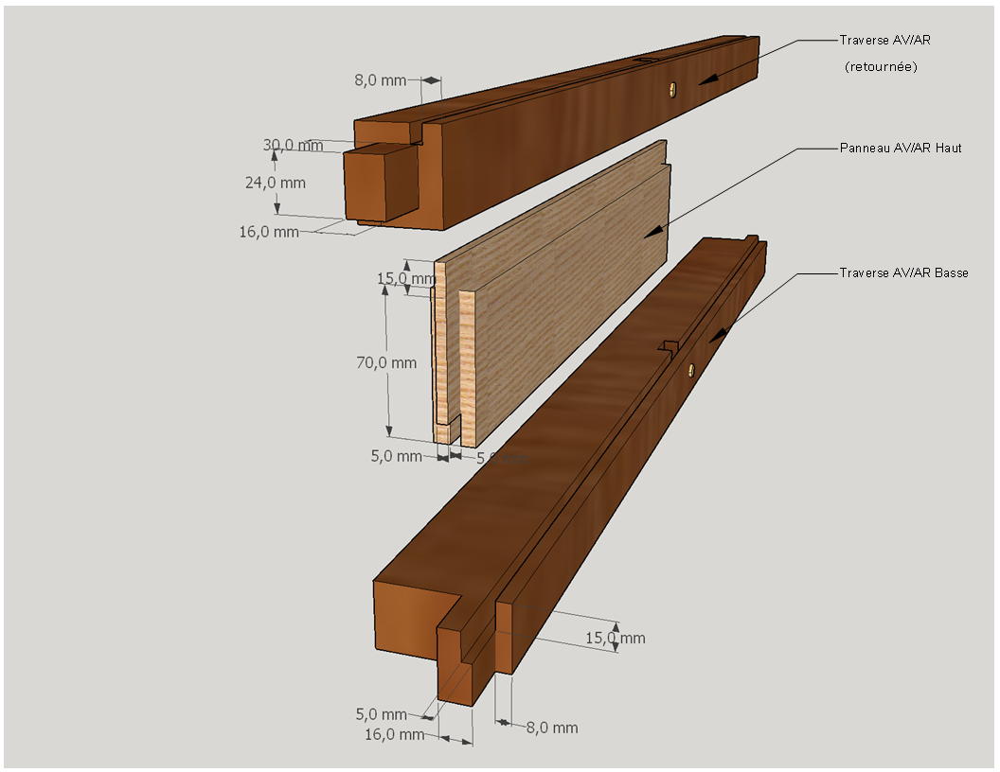 Traverse AV/AR
(retournée)
8,0 mm
30,0 mm
Panneau AV/AR Haut
24,0 mm
16,0 mm
Traverse AV/AR Basse
15,0 mm
70,0 mm
5,0 mm
15,0 mm
5,0 mm
8,0 mm
16,0 mm